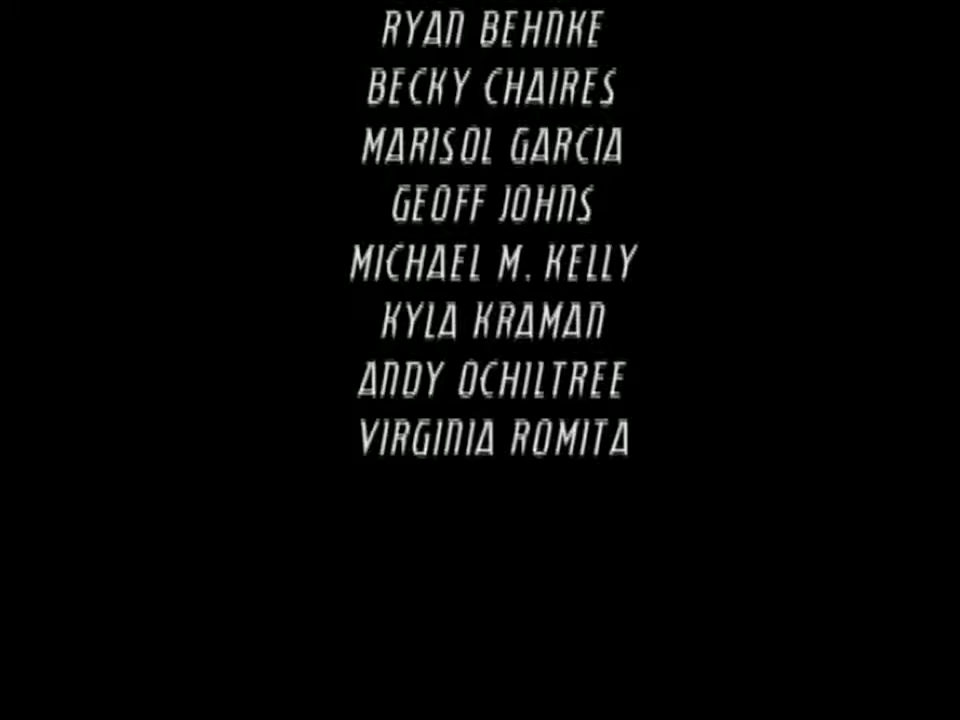 RYAN BEHNKE
BECKY CHAIRES
MARISOL GARCIA
GEOFF JOHNS
MICHAEL M. KELLY
KYLA KRAMAN
ANDY OCHILTREE
VIRGINIA ROMITA